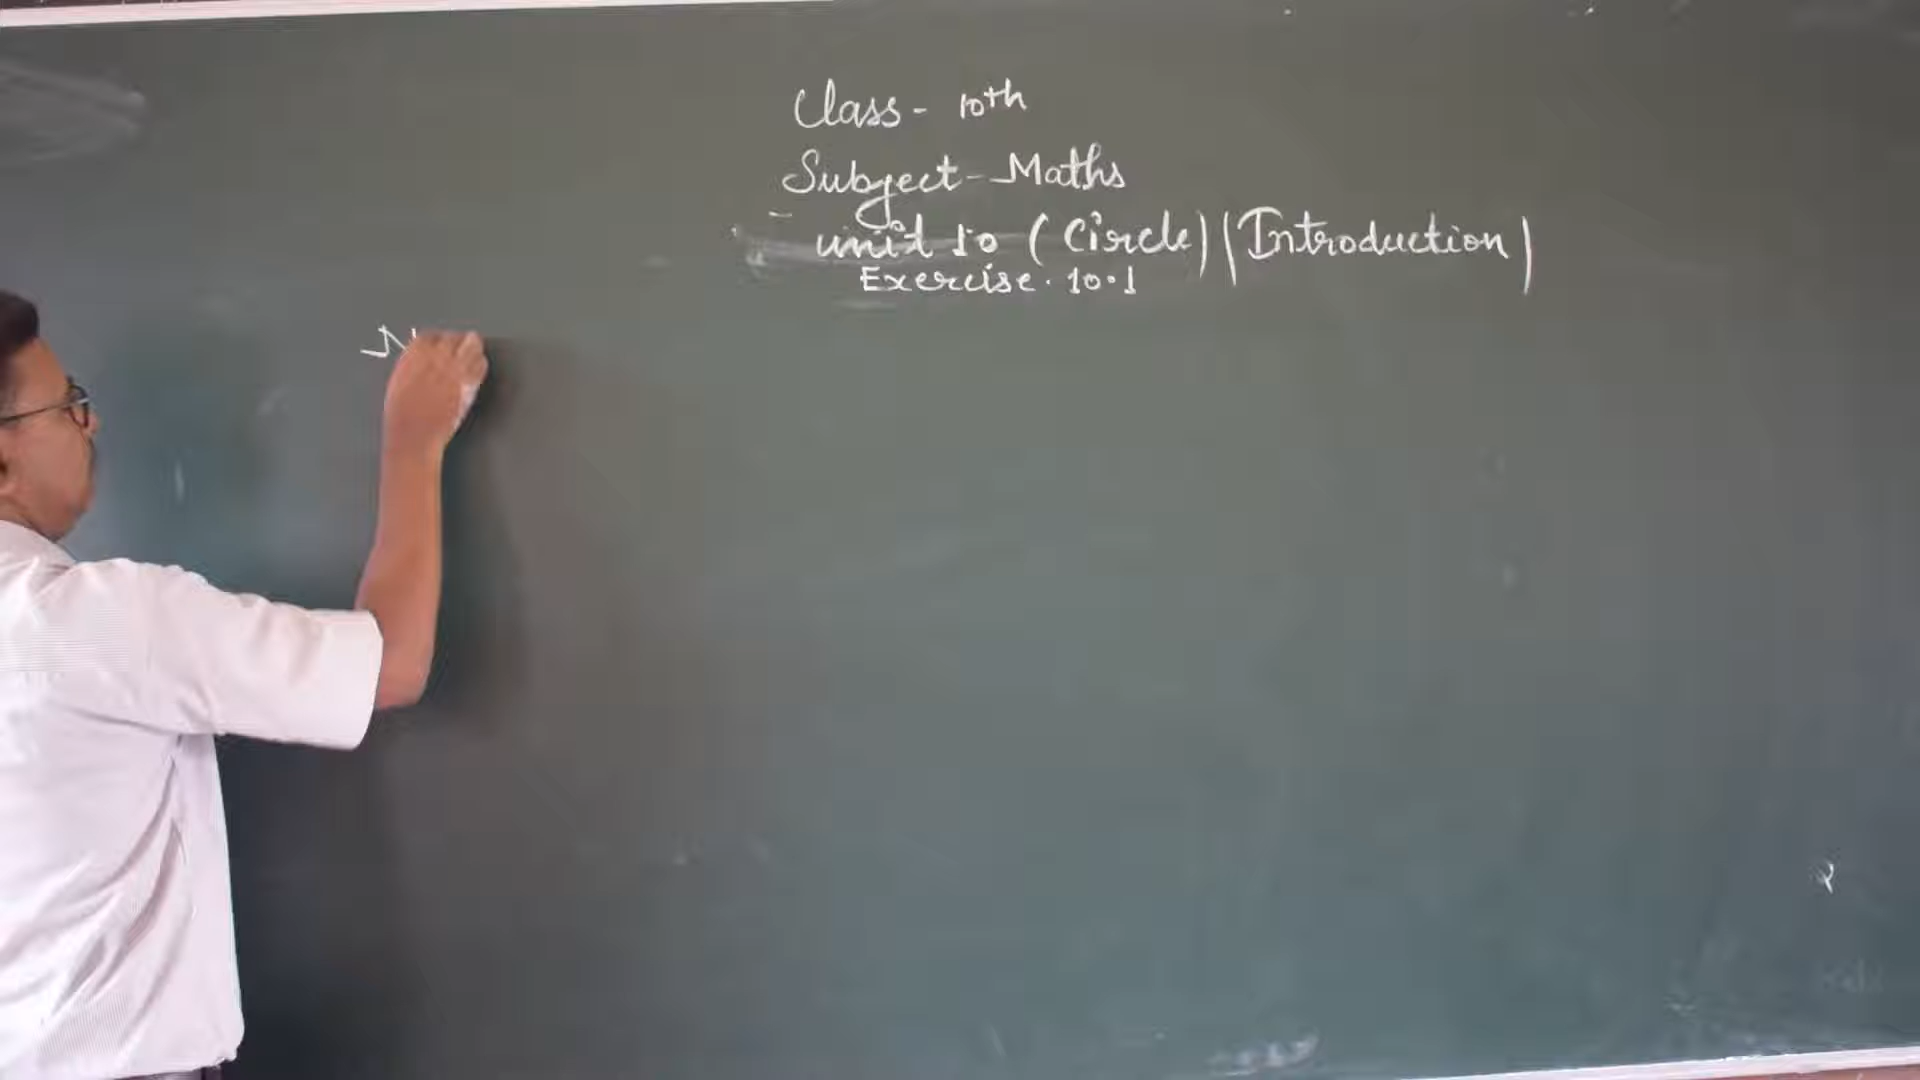 Class - 10th
Subject - Maths
unit 10 (Circle) (Introduction)
Exercise. 10.1
N